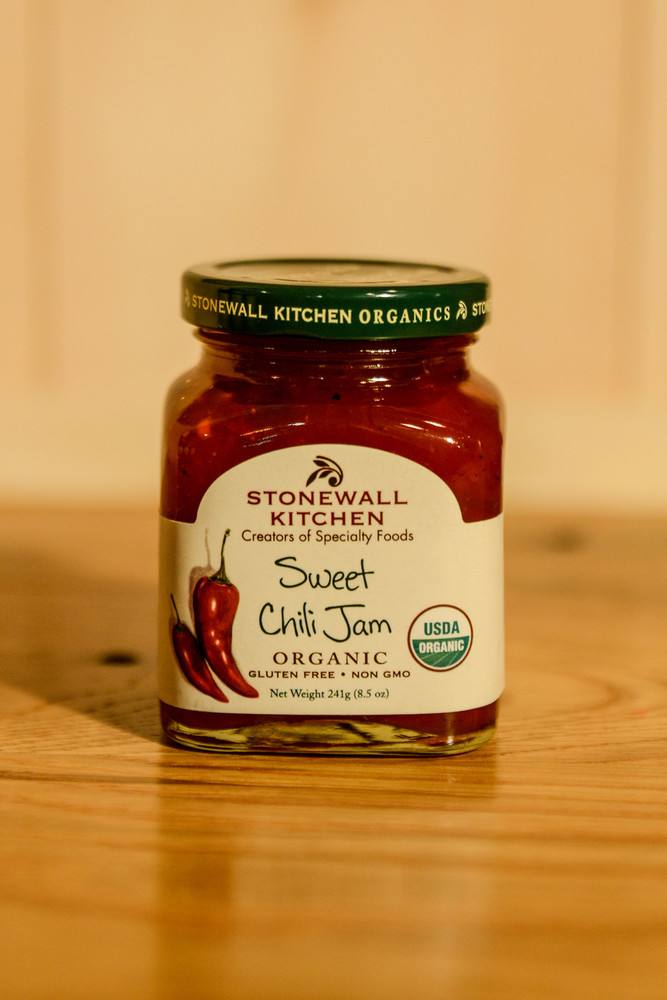 STONEWALL KITCHEN ORGANICS
STONEWALL
KITCHEN
Creators of Specialty Foods
Sweet
Chili Jam
USDA
ORGANIC
ORGANIC
GLUTEN FREE • NON GMO
Net Weight 241g (8.5 oz)